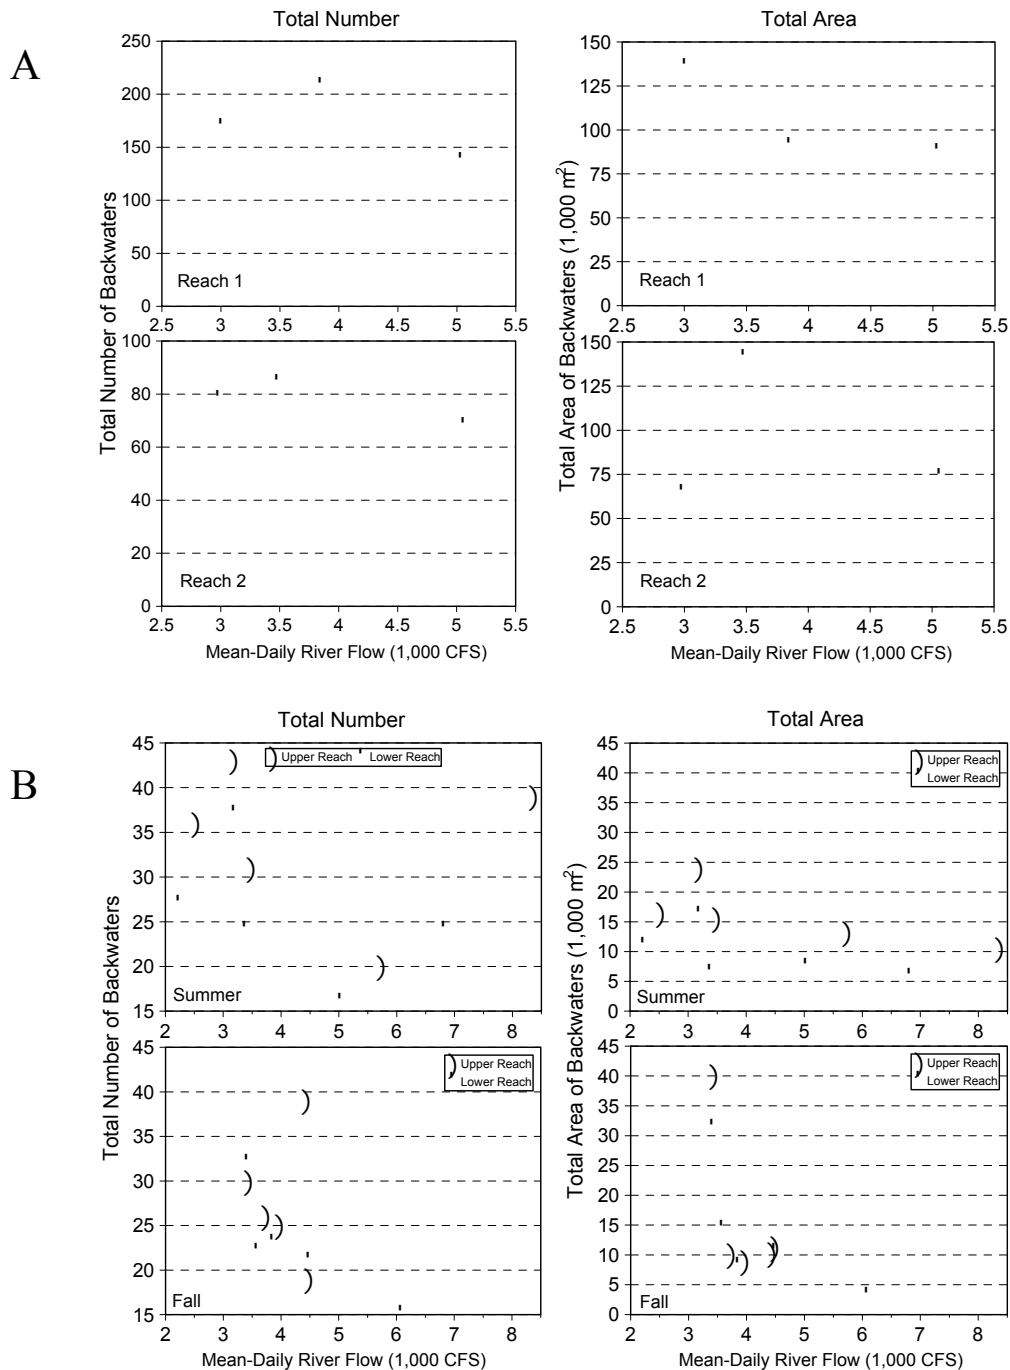 A
Total Number
Total Number of Backwaters
250
200
150
100
50
0
Reach 1
2.5 3 3.5 4 4.5 5 5.5
100
80
60
40
20
0
Reach 2
2.5 3 3.5 4 4.5 5 5.5
Mean-Daily River Flow (1,000 CFS)
Total Area
Total Area of Backwaters (1,000 m²)
150
125
100
75
50
25
0
Reach 1
2.5 3 3.5 4 4.5 5 5.5
150
125
100
75
50
25
0
Reach 2
2.5 3 3.5 4 4.5 5 5.5
Mean-Daily River Flow (1,000 CFS)
B
Total Number
Total Number of Backwaters
45
40
35
30
25
20
15
Upper Reach Lower Reach
Summer
2 3 4 5 6 7 8
45
40
35
30
25
20
15
Upper Reach
Lower Reach
Fall
2 3 4 5 6 7 8
Mean-Daily River Flow (1,000 CFS)
Total Area
Total Area of Backwaters (1,000 m²)
45
40
35
30
25
20
15
10
5
0
Upper Reach
Lower Reach
Summer
2 3 4 5 6 7 8
45
40
35
30
25
20
15
10
5
0
Upper Reach
Lower Reach
Fall
2 3 4 5 6 7 8
Mean-Daily River Flow (1,000 CFS)